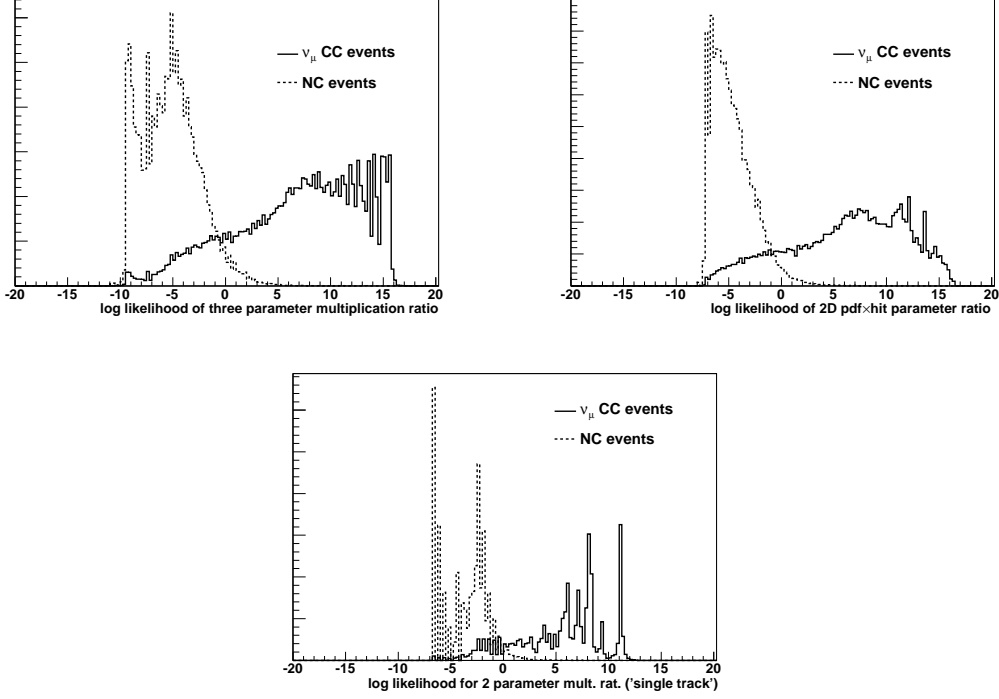 ν_μ CC events
NC events
-20 -15 -10 -5 0 5 10 15 20
log likelihood of three parameter multiplication ratio
ν_μ CC events
NC events
-20 -15 -10 -5 0 5 10 15 20
log likelihood of 2D pdf×hit parameter ratio
ν_μ CC events
NC events
-20 -15 -10 -5 0 5 10 15 20
log likelihood for 2 parameter mult. rat. ('single track')